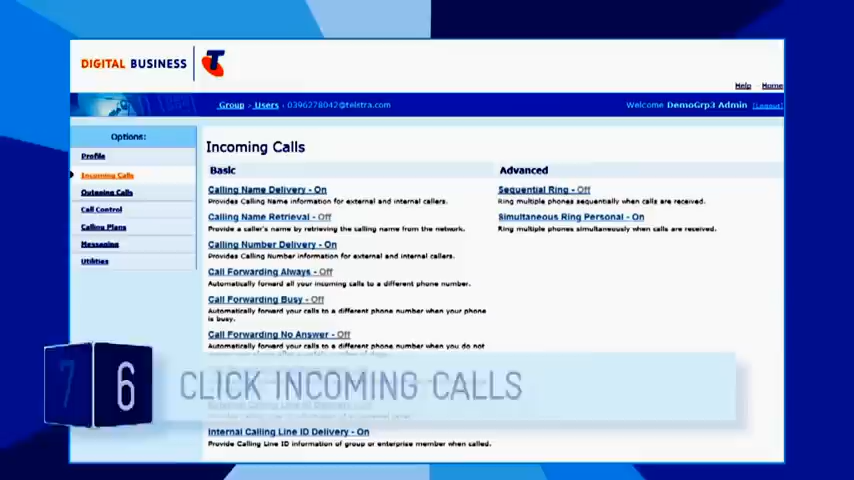 DIGITAL BUSINESS
T
Help Home
Group > Users : 0396278042@telstra.com
Welcome DemoGrp3 Admin [Logout]
Options:
Profile
Incoming Calls
Outgoing Calls
Call Control
Calling Plans
Messaging
Utilities
Incoming Calls
Basic
Calling Name Delivery - On
Provides Calling Name information for external and internal callers.
Calling Name Retrieval - Off
Provide a caller's name by retrieving the calling name from the network.
Calling Number Delivery - On
Provides Calling Number information for external and internal callers.
Call Forwarding Always - Off
Automatically forward all your incoming calls to a different phone number.
Call Forwarding Busy - Off
Automatically forward your calls to a different phone number when your phone
is busy.
Call Forwarding No Answer - Off
Automatically forward your calls to a different phone number when you do not
Internal Calling Line ID Delivery - On
Provide Calling Line ID information of group or enterprise member when called.
Advanced
Sequential Ring - Off
Ring multiple phones sequentially when calls are received.
Simultaneous Ring Personal - On
Ring multiple phones simultaneously when calls are received.
7 6
CLICK INCOMING CALLS